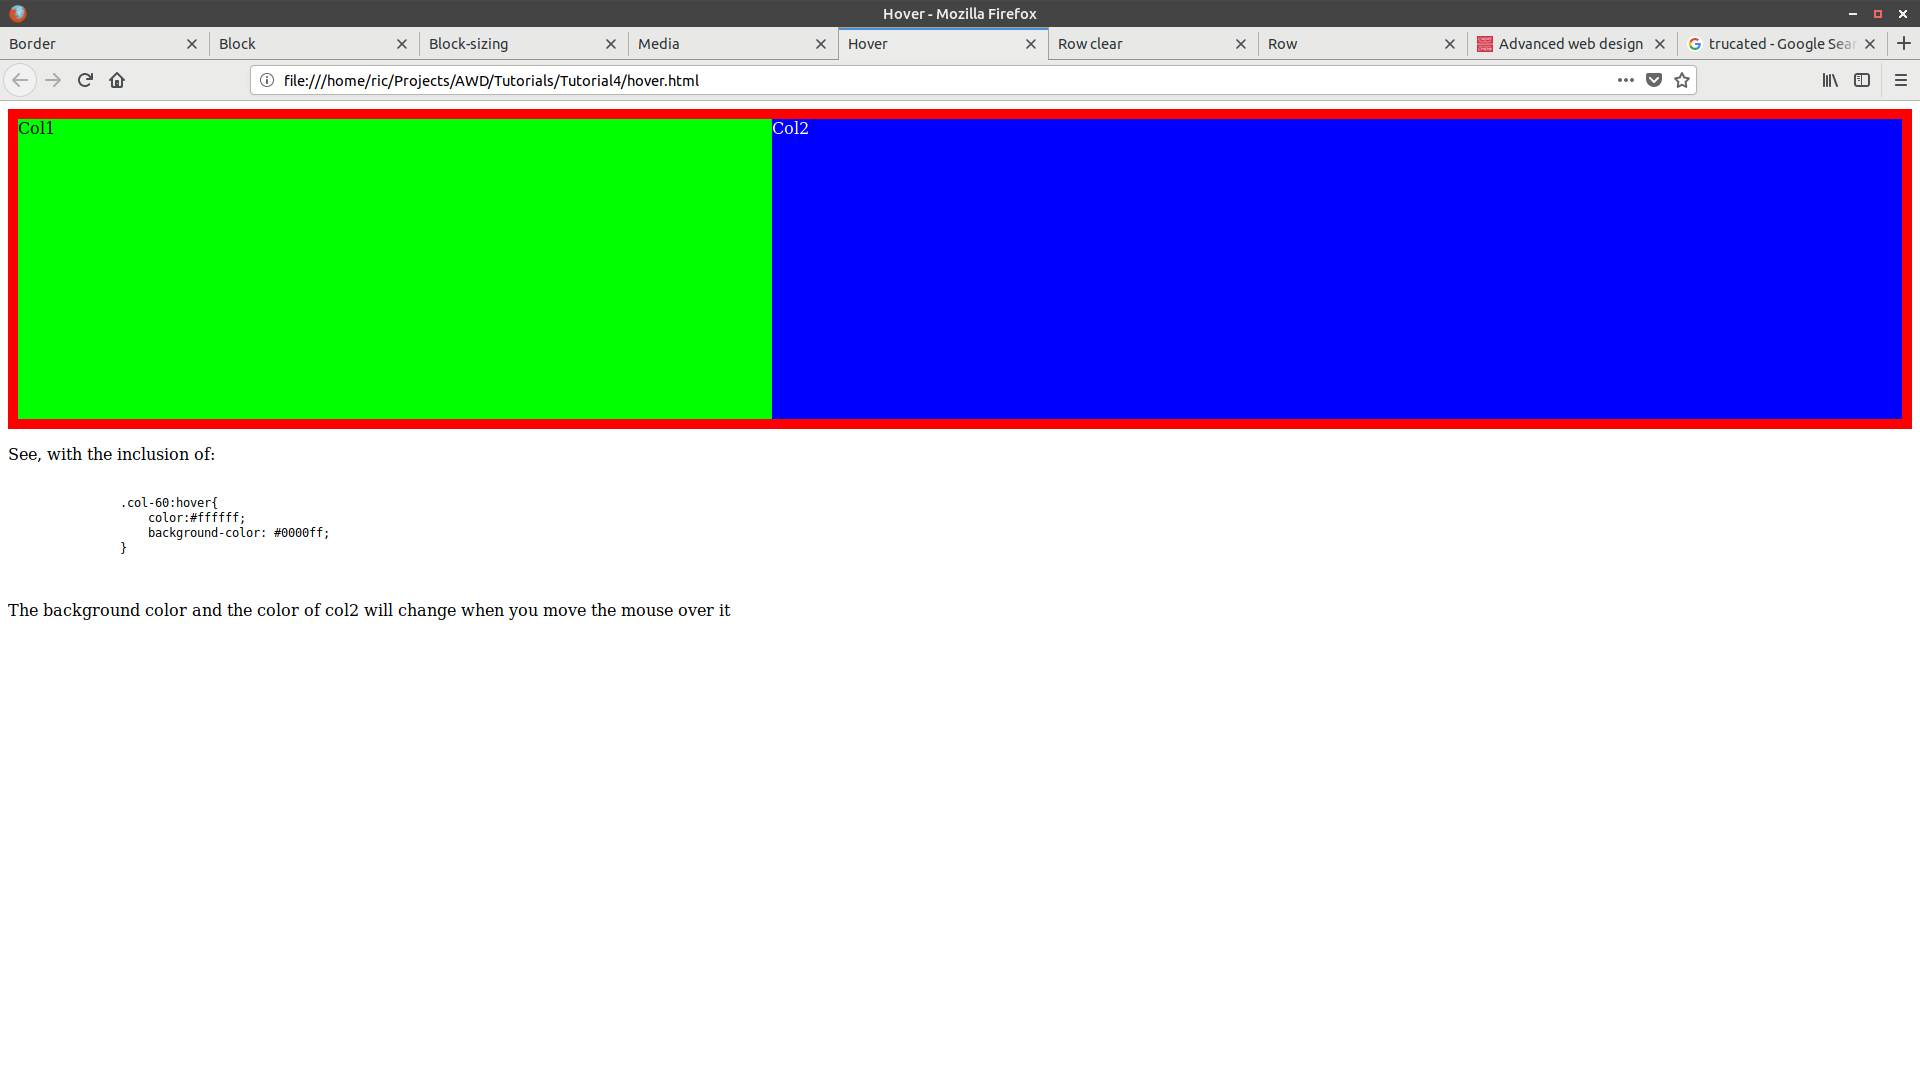 Hover - Mozilla Firefox
Border Block Block-sizing Media Hover Row clear Row Advanced web design trucated - Google Sear
file:///home/ric/Projects/AWD/Tutorials/Tutorial4/hover.html
Col1 Col2
See, with the inclusion of:
.col-60:hover{
color:#ffffff;
background-color: #0000ff;
}
The background color and the color of col2 will change when you move the mouse over it